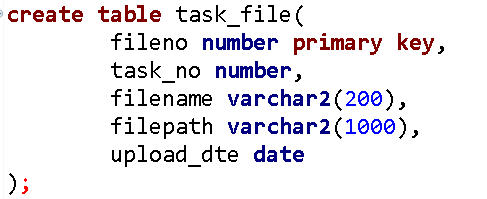 create table task_file(
fileno number primary key,
task_no number,
filename varchar2(200),
filepath varchar2(1000),
upload_dte date
);